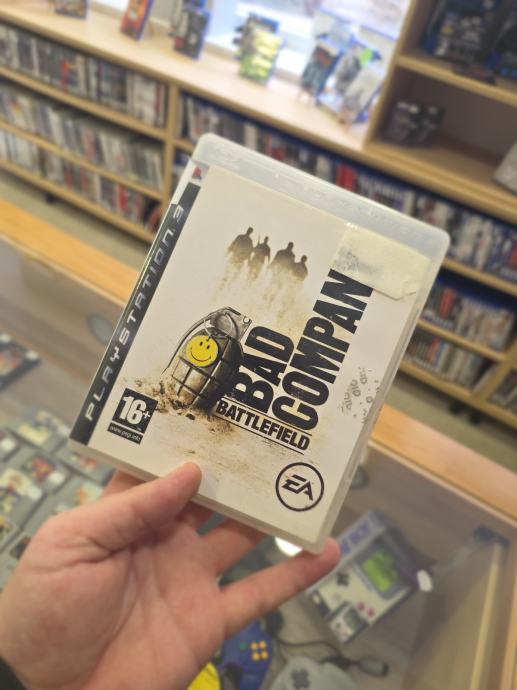 PLAYSTATION 3
BAD
COMPAN
BATTLEFIELD
16+
www.pegi.info
EA